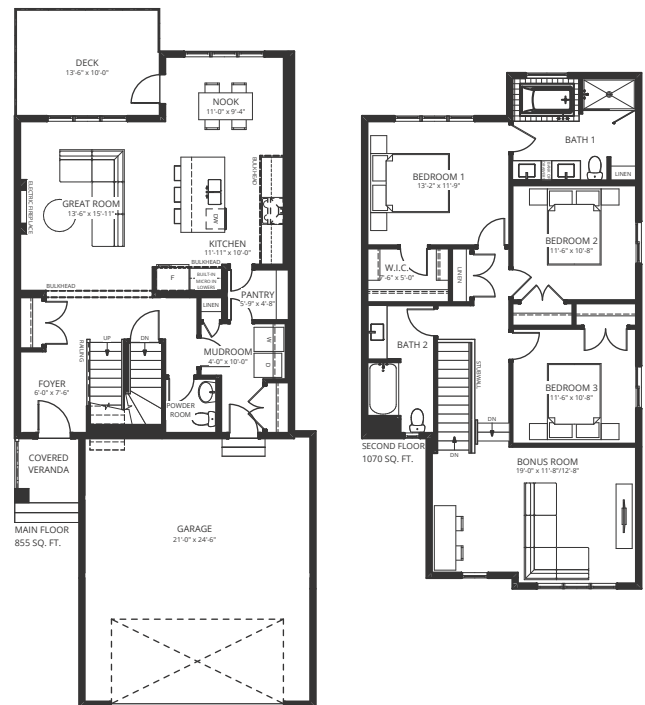 DECK
13'-6" x 10'-0"
NOOK
11'-0" x 9'-4"
BULKHEAD
ELECTRIC FIREPLACE
GREAT ROOM
13'-6" x 15'-11"
DW
KITCHEN
11'-11" x 10'-0"
BULKHEAD
F
BUILT-IN
MICRO IN
LOWERS
BULKHEAD
PANTRY
5'-9" x 4'-8"
LINEN
W
D
MUDROOM
4'-0" x 10'-0"
RAILING
UP
DN
FOYER
6'-0" x 7'-6"
POWDER
ROOM
COVERED
VERANDA
MAIN FLOOR
855 SQ. FT.
GARAGE
21'-0" x 24'-6"
BATH 1
LINEN
BEDROOM 1
13'-2" x 11'-9"
BEDROOM 2
11'-6" x 10'-8"
W.I.C.
7'-6" x 5'-0"
LINEN
BATH 2
STUBWALL
BEDROOM 3
11'-6" x 10'-8"
DN
DN
SECOND FLOOR
1070 SQ. FT.
BONUS ROOM
19'-0" x 11'-8"/12'-8"